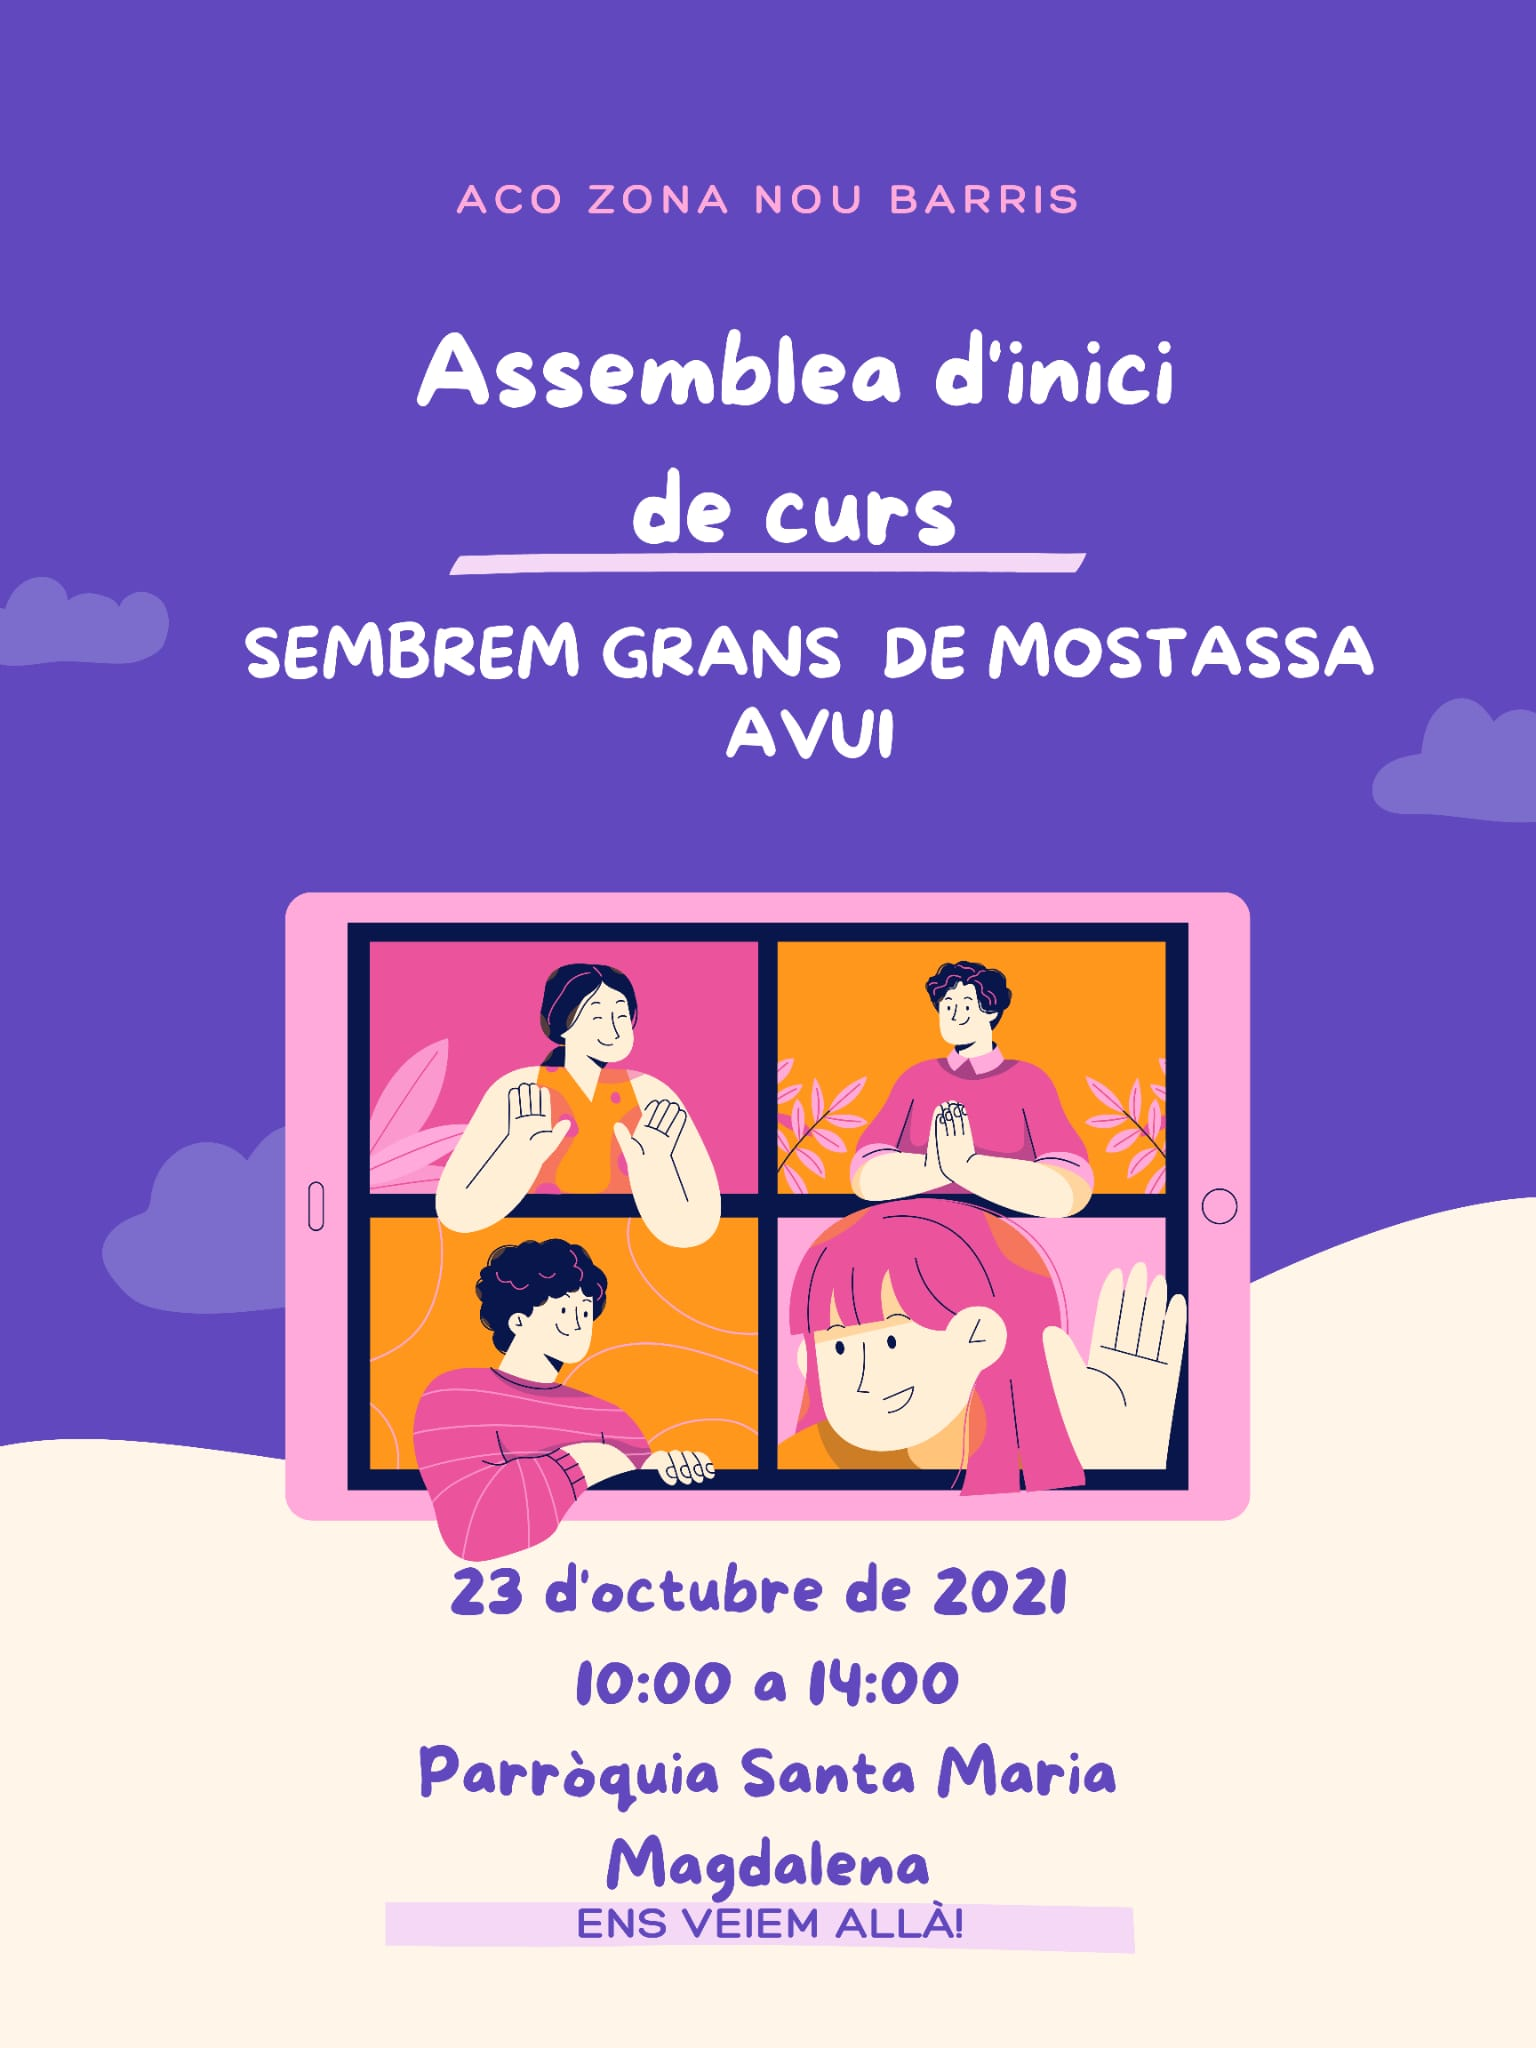 ACO ZONA NOU BARRIS
Assemblea d'inici
de curs
SEMBREM GRANS DE MOSTASSA
AVUI
23 d'octubre de 2021
10:00 a 14:00
Parròquia Santa Maria
Magdalena
ENS VEIEM ALLÀ!